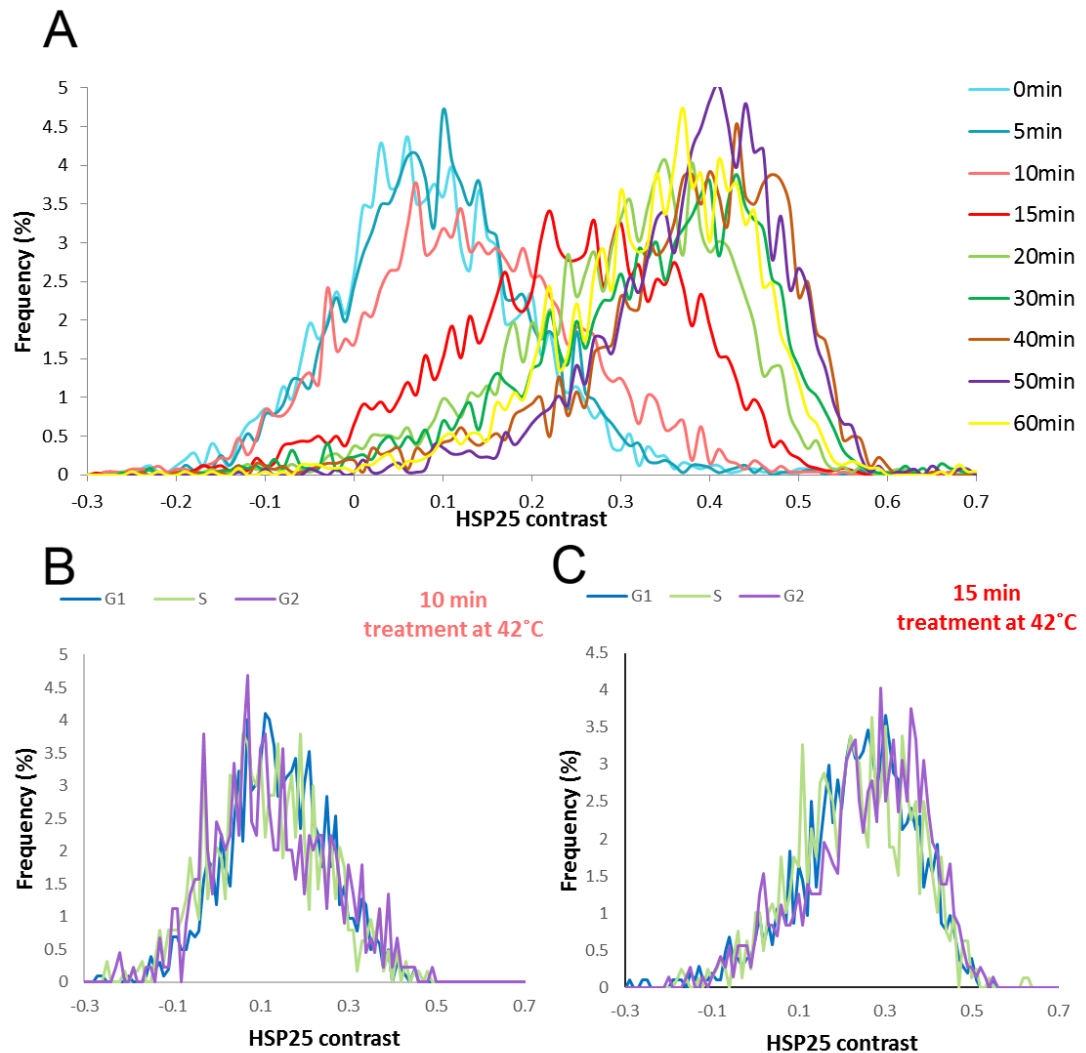 A
5
4.5
4
3.5
3
2.5
2
1.5
1
0.5
0
Frequency (%)
-0.3 -0.2 -0.1 0 0.1 0.2 0.3 0.4 0.5 0.6 0.7
HSP25 contrast
0min
5min
10min
15min
20min
30min
40min
50min
60min
B
G1 S G2
10 min
treatment at 42˚C
5
4.5
4
3.5
3
2.5
2
1.5
1
0.5
0
Frequency (%)
-0.3 -0.1 0.1 0.3 0.5 0.7
HSP25 contrast
C
G1 S G2
15 min
treatment at 42˚C
4.5
4
3.5
3
2.5
2
1.5
1
0.5
0
Frequency (%)
-0.3 -0.1 0.1 0.3 0.5 0.7
HSP25 contrast